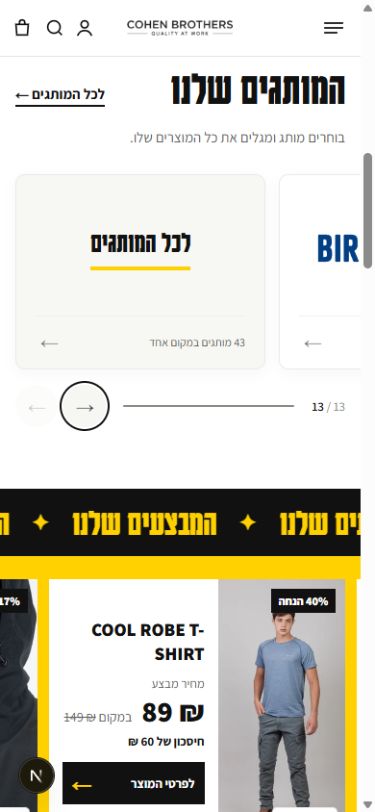 COHEN BROTHERS
QUALITY AT WORK
המותגים שלנו
לכל המותגים ←
בוחרים מותג ומגלים את כל המוצרים שלו.
BIR
לכל המותגים
43 מותגים במקום אחד
13 / 13
המבצעים שלנו ✦ המבצעים שלנו
40% הנחה
17%
COOL ROBE T-
SHIRT
מחיר מבצע
89 ₪ במקום 149 ₪
חיסכון של 60 ₪
לפרטי המוצר ←
N